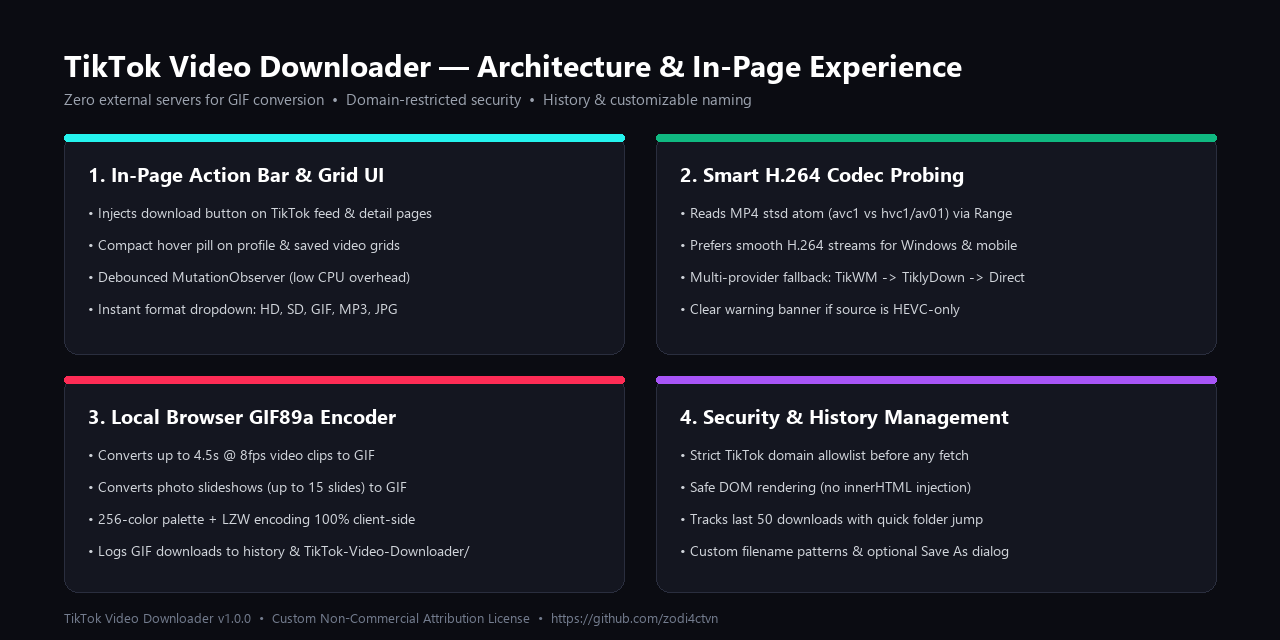 TikTok Video Downloader — Architecture & In-Page Experience
Zero external servers for GIF conversion • Domain-restricted security • History & customizable naming
1. In-Page Action Bar & Grid UI
• Injects download button on TikTok feed & detail pages
• Compact hover pill on profile & saved video grids
• Debounced MutationObserver (low CPU overhead)
• Instant format dropdown: HD, SD, GIF, MP3, JPG
2. Smart H.264 Codec Probing
• Reads MP4 stsd atom (avc1 vs hvc1/av01) via Range
• Prefers smooth H.264 streams for Windows & mobile
• Multi-provider fallback: TikWM -> TiklyDown -> Direct
• Clear warning banner if source is HEVC-only
3. Local Browser GIF89a Encoder
• Converts up to 4.5s @ 8fps video clips to GIF
• Converts photo slideshows (up to 15 slides) to GIF
• 256-color palette + LZW encoding 100% client-side
• Logs GIF downloads to history & TikTok-Video-Downloader/
4. Security & History Management
• Strict TikTok domain allowlist before any fetch
• Safe DOM rendering (no innerHTML injection)
• Tracks last 50 downloads with quick folder jump
• Custom filename patterns & optional Save As dialog
TikTok Video Downloader v1.0.0 • Custom Non-Commercial Attribution License • https://github.com/zodi4ctvn